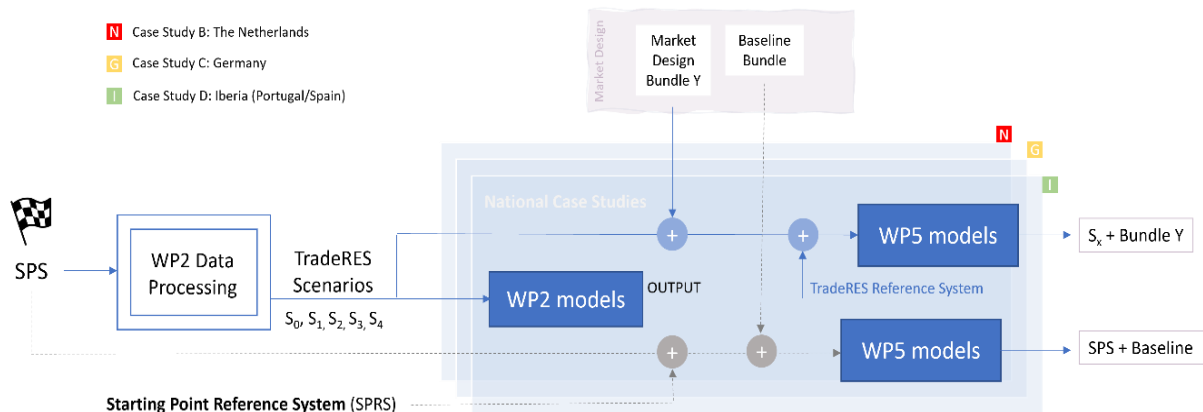 N Case Study B: The Netherlands
G Case Study C: Germany
I Case Study D: Iberia (Portugal/Spain)
Market Design
Market
Design
Bundle Y
Baseline
Bundle
N
G
I
National Case Studies
SPS
WP2 Data
Processing
TradeRES
Scenarios
S₀, S₁, S₂, S₃, S₄
WP2 models
OUTPUT
+
+
WP5 models
TradeRES Reference System
Sₓ + Bundle Y
+
+
WP5 models
SPS + Baseline
Starting Point Reference System (SPRS)